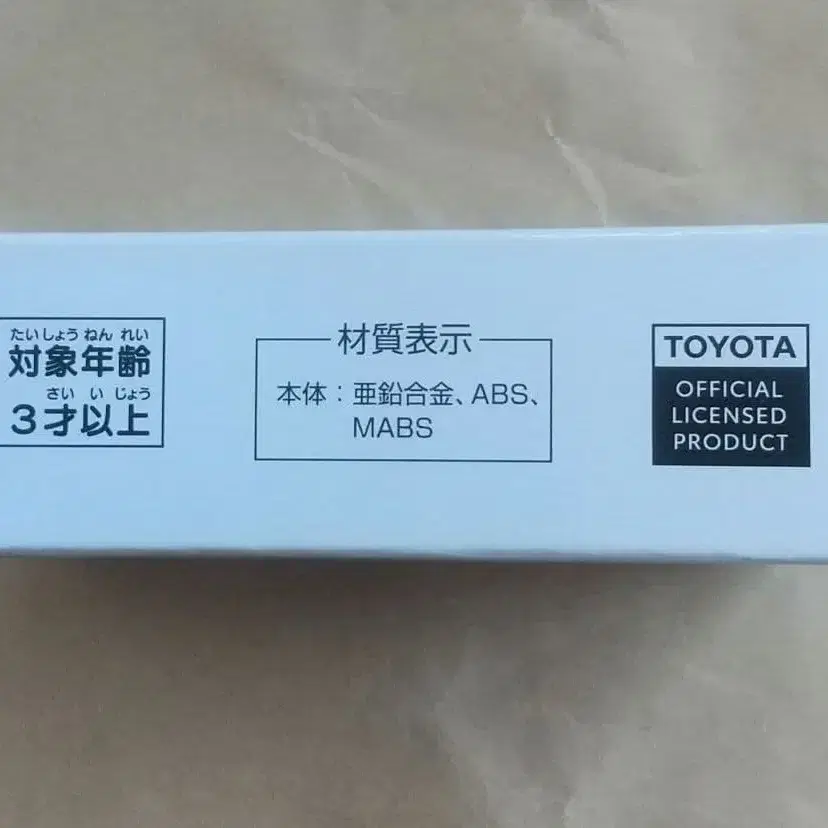 たいしょう ねん れい
対象年齢
さい い じょう
3才以上
材質表示
本体：亜鉛合金、ABS、
MABS
TOYOTA
OFFICIAL
LICENSED
PRODUCT